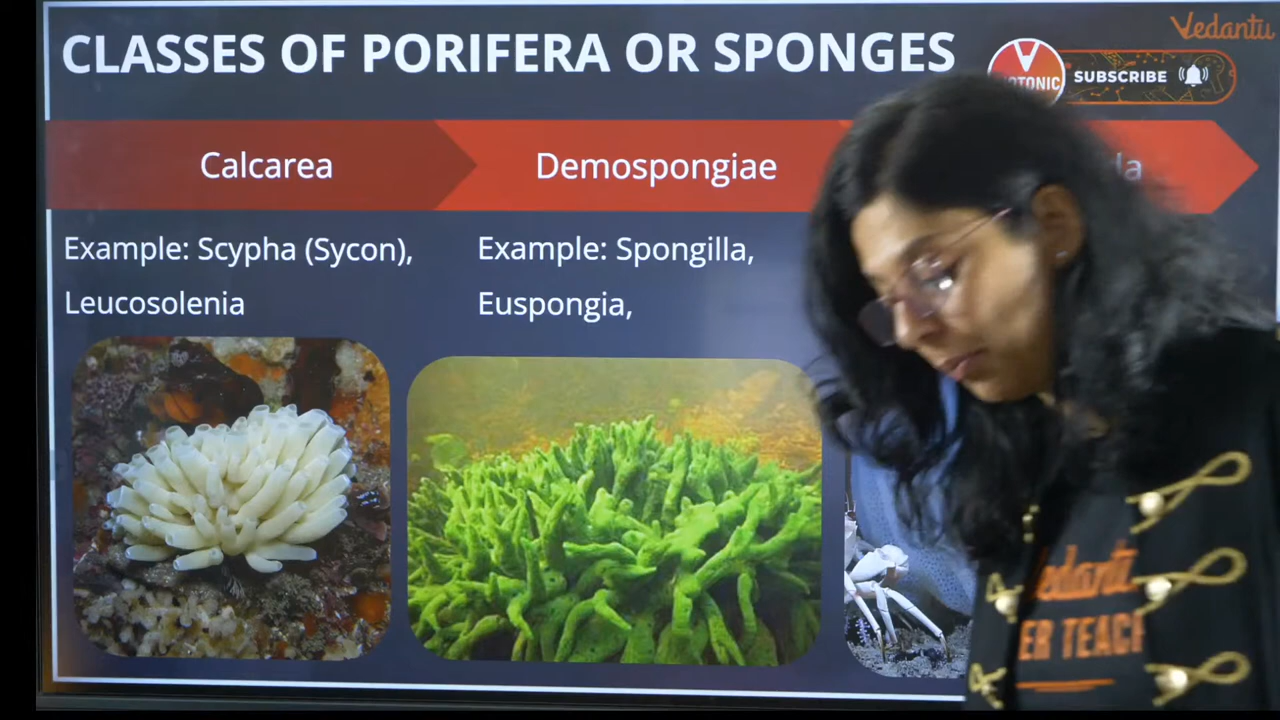 Vedantu
CLASSES OF PORIFERA OR SPONGES
SUBSCRIBE
Calcarea
Demospongiae
Example: Scypha (Sycon),
Leucosolenia
Example: Spongilla,
Euspongia,